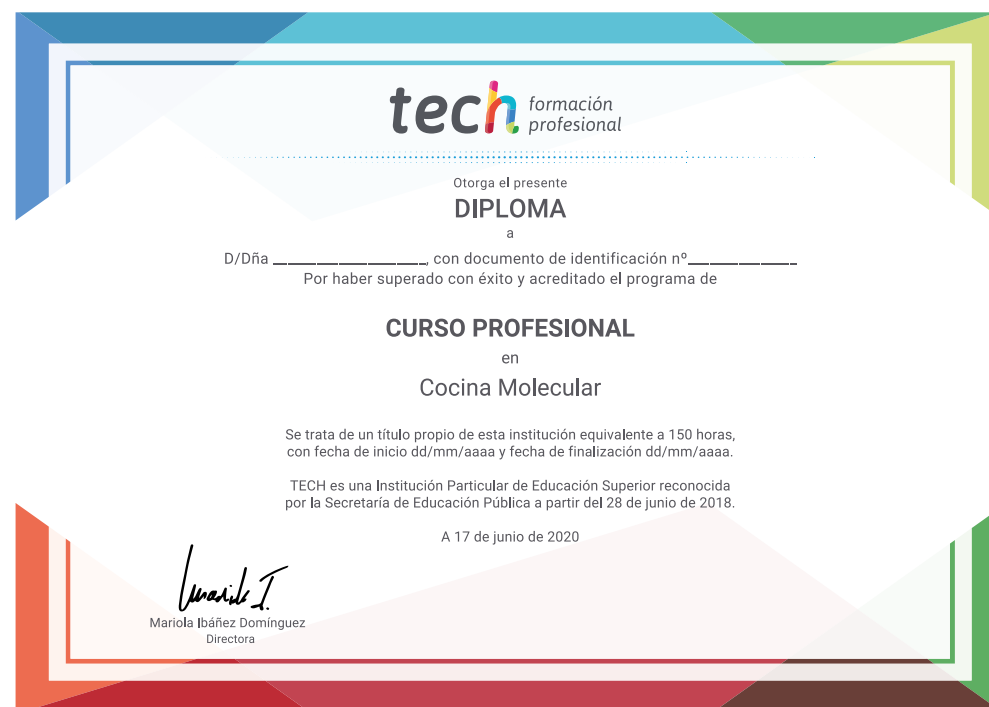 tech formación
profesional
Otorga el presente
DIPLOMA
a
D/Dña ____________________, con documento de identificación nº______________
Por haber superado con éxito y acreditado el programa de
CURSO PROFESIONAL
en
Cocina Molecular
Se trata de un título propio de esta institución equivalente a 150 horas,
con fecha de inicio dd/mm/aaaa y fecha de finalización dd/mm/aaaa.
TECH es una Institución Particular de Educación Superior reconocida
por la Secretaría de Educación Pública a partir del 28 de junio de 2018.
A 17 de junio de 2020
Mariola Ibáñez Domínguez
Directora